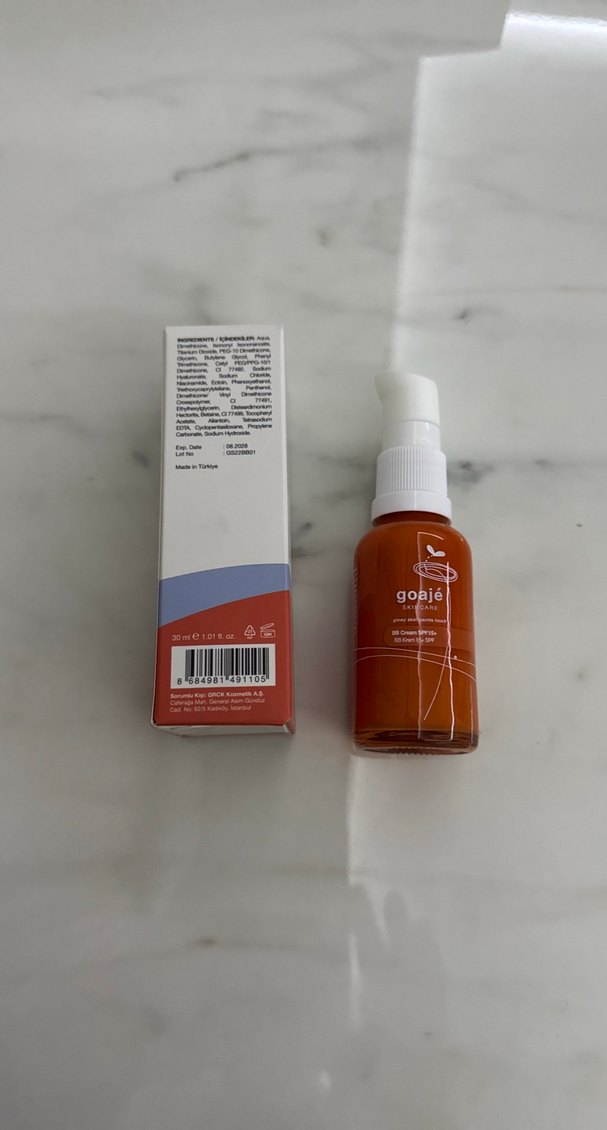 INGREDIENTS / İÇİNDEKİLER: Aqua,
Dimethicone, Isononyl Isononanoate,
Titanium Dioxide, PEG-10 Dimethicone,
Glycerin, Butylene Glycol, Phenyl
Trimethicone, Cetyl PEG/PPG-10/1
Dimethicone, CI 77492, Sodium
Hyaluronate, Sodium Chloride,
Niacinamide, Ectoin, Phenoxyethanol,
Triethoxycaprylylsilane, Panthenol,
Dimethicone/ Vinyl Dimethicone
Crosspolymer, CI 77491,
Ethylhexylglycerin, Disteardimonium
Hectorite, Betaine, CI 77499, Tocopheryl
Acetate, Allantoin, Tetrasodium
EDTA, Cyclopentasiloxane, Propylene
Carbonate, Sodium Hydroxide.
Exp. Date : 08.2028
Lot No : GS22BB01
Made in Türkiye
30 ml ℮ 1.01 fl. oz.
12M
8 684981 491105
Sorumlu Kişi: GRCK Kozmetik A.Ş.
Caferağa Mah. General Asım Gündüz
Cad. No: 62/5 Kadıköy, İstanbul
goajé
SKINCARE
glowy skin gentle touch
BB Cream SPF15+
BB Krem 15+ SPF